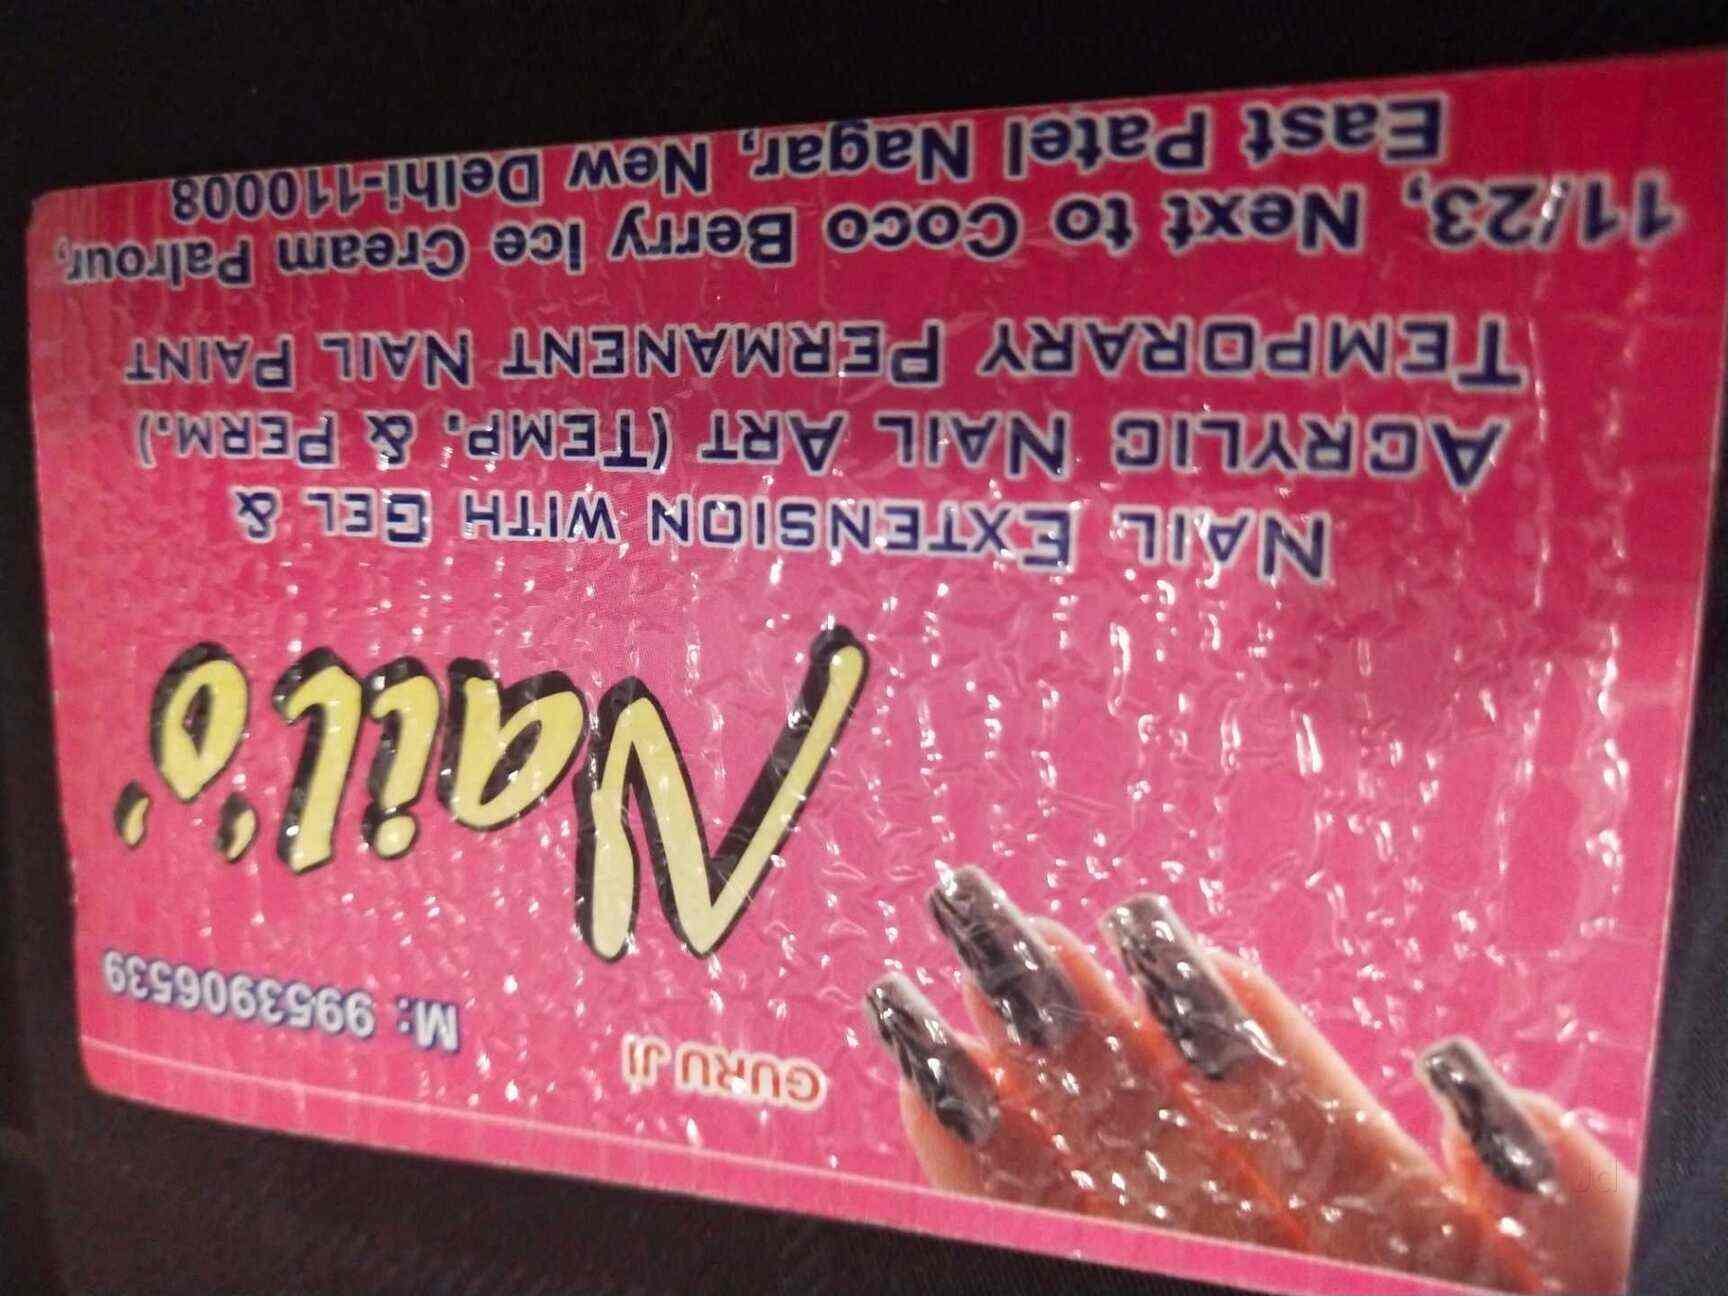 GURU JI
M: 9953906539
Nail,o,
NAIL EXTENSION WITH GEL &
ACRYLIC NAIL ART (TEMP. & PERM.)
TEMPORARY PERMANENT NAIL PAINT
11/23, Next to Coco Berry Ice Cream Palrour,
East Patel Nagar, New Delhi-110008
Jd